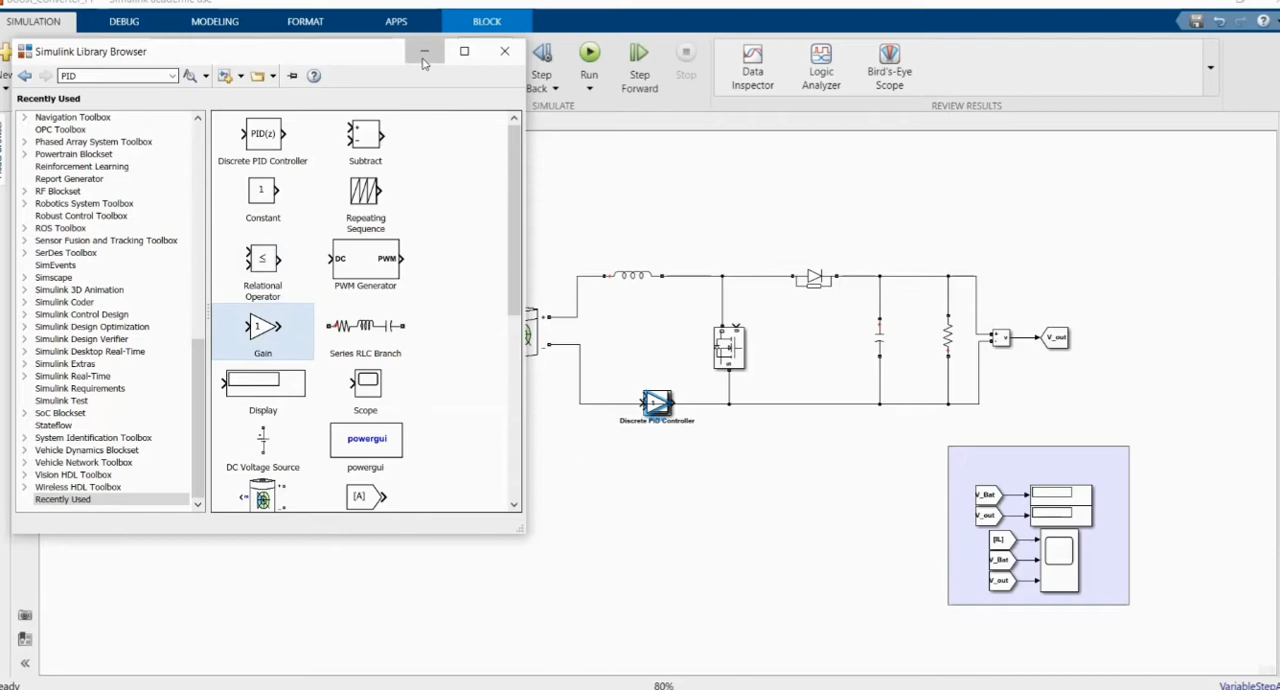 SIMULATION DEBUG MODELING FORMAT APPS BLOCK
Simulink Library Browser
PID
Step Back
Run
Step Forward
Stop
Data Inspector
Logic Analyzer
Bird's-Eye Scope
SIMULATE
REVIEW RESULTS
Recently Used
Navigation Toolbox
OPC Toolbox
Phased Array System Toolbox
Powertrain Blockset
Reinforcement Learning
Report Generator
RF Blockset
Robotics System Toolbox
Robust Control Toolbox
ROS Toolbox
Sensor Fusion and Tracking Toolbox
SerDes Toolbox
SimEvents
Simscape
Simulink 3D Animation
Simulink Coder
Simulink Control Design
Simulink Design Optimization
Simulink Design Verifier
Simulink Desktop Real-Time
Simulink Extras
Simulink Real-Time
Simulink Requirements
Simulink Test
SoC Blockset
Stateflow
System Identification Toolbox
Vehicle Dynamics Blockset
Vehicle Network Toolbox
Vision HDL Toolbox
Wireless HDL Toolbox
Recently Used
PID(z)
Discrete PID Controller
Subtract
1
Constant
Repeating
Sequence
≤
Relational
Operator
DC PWM
PWM Generator
1
Gain
Series RLC Branch
Display
Scope
DC Voltage Source
powergui
powergui
[A]
V_out
Discrete PID Controller
V_Bat
V_out
[IL]
V_Bat
V_out
80%